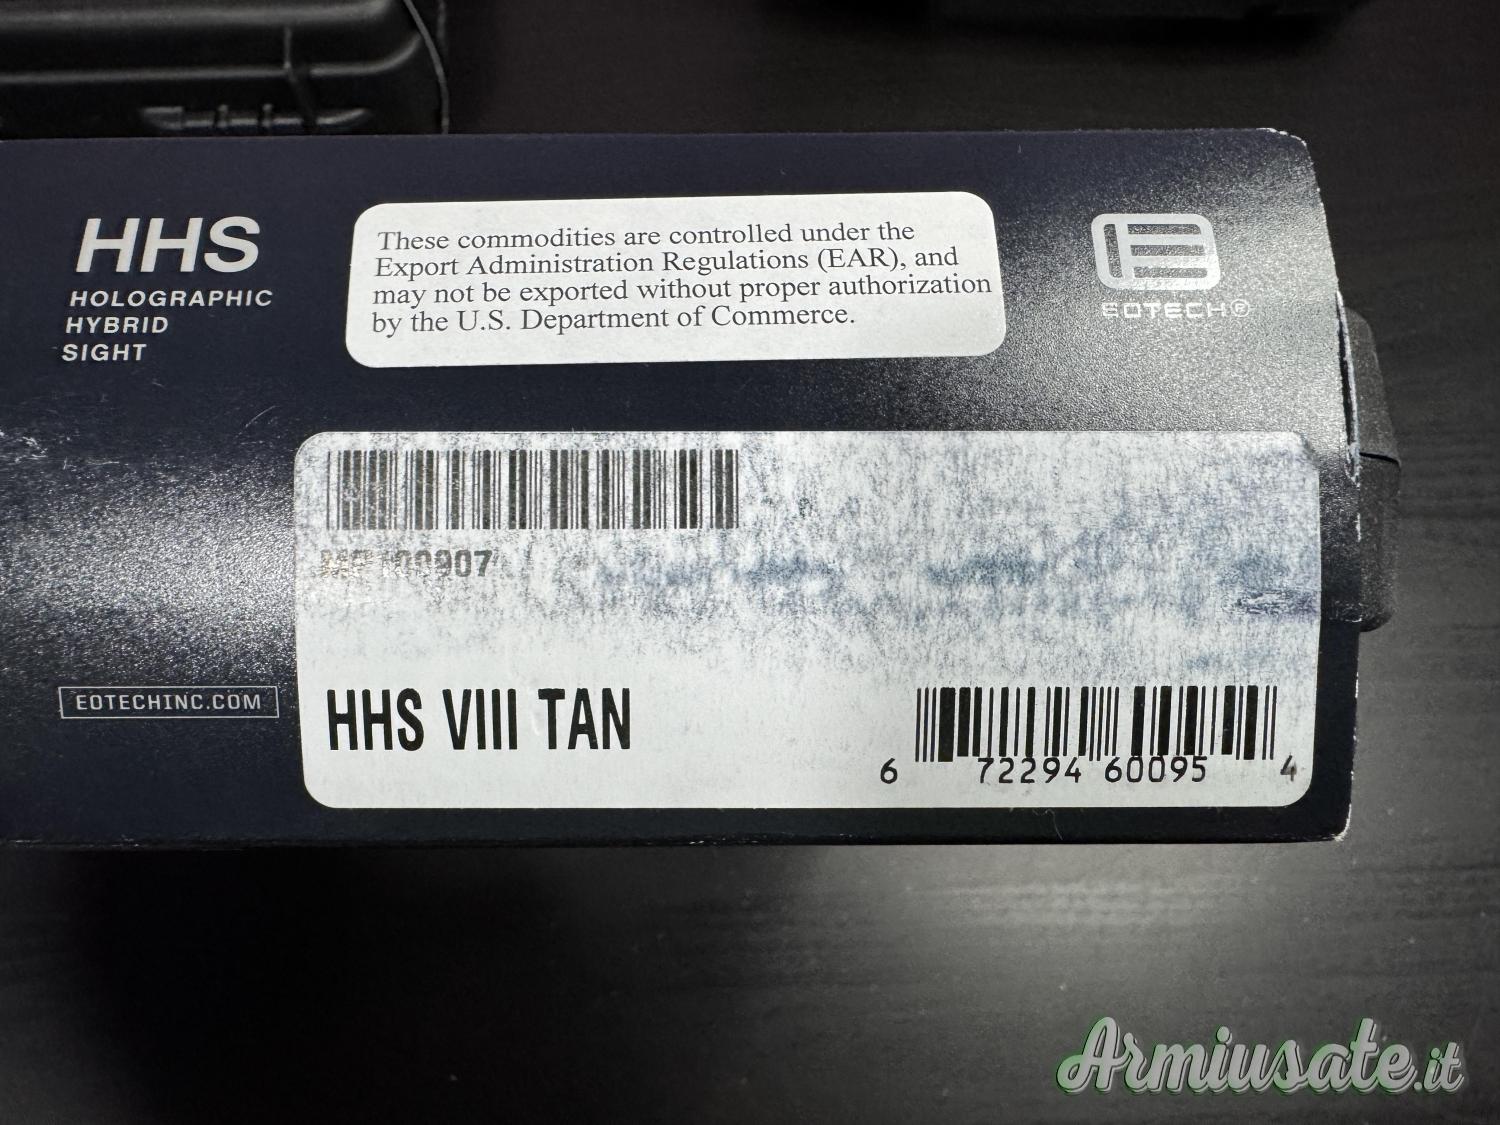 HHS
HOLOGRAPHIC
HYBRID
SIGHT
These commodities are controlled under the
Export Administration Regulations (EAR), and
may not be exported without proper authorization
by the U.S. Department of Commerce.
EOTECH®
EOTECHINC.COM
HHS VIII TAN
6 72294 60095 4
Armiusate.it